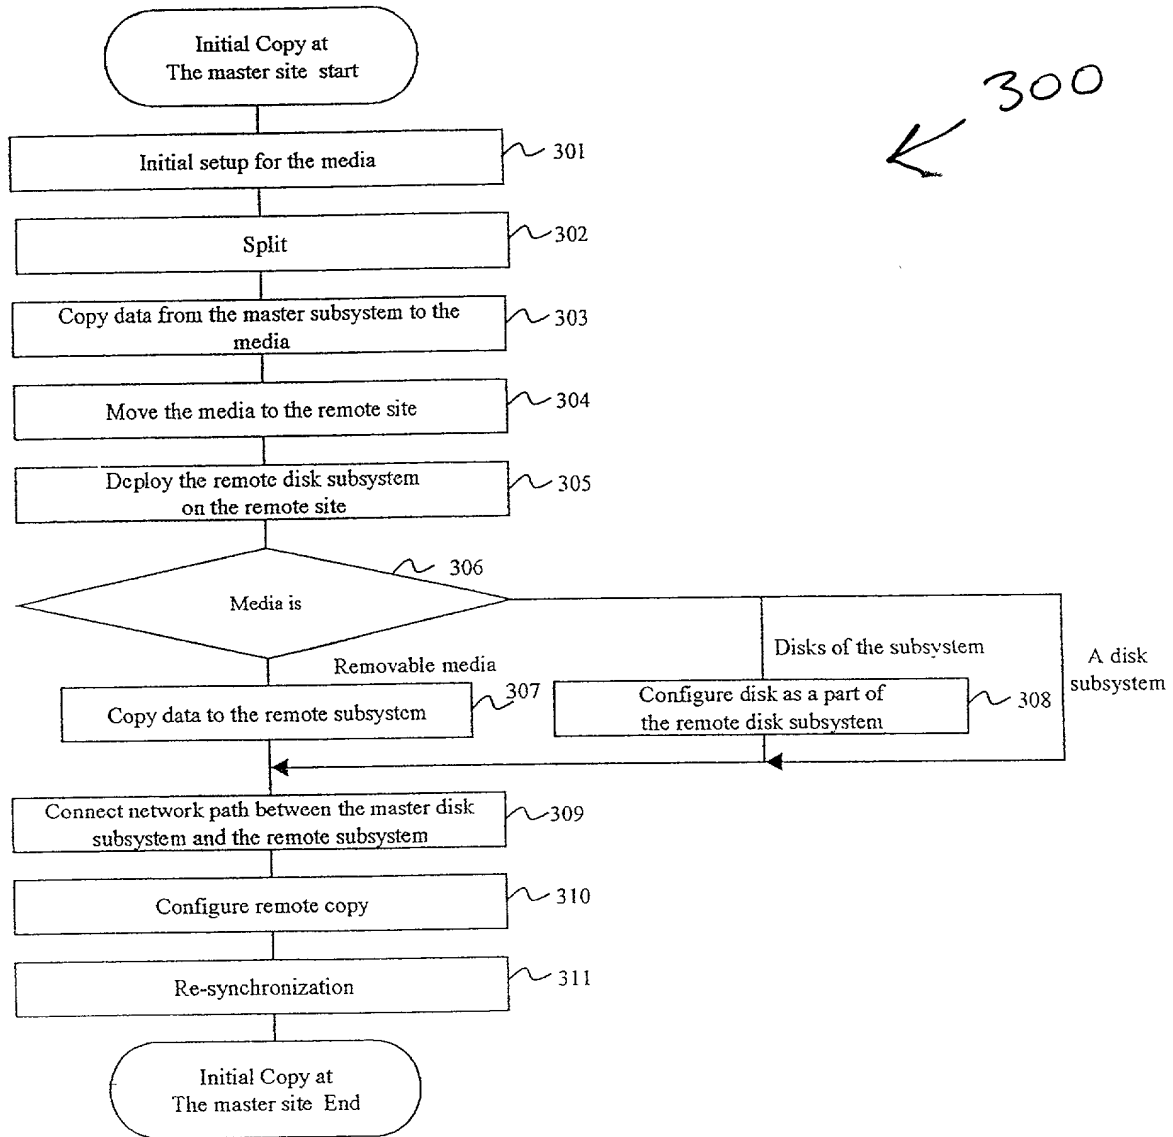 Initial Copy at
The master site start
300
Initial setup for the media
301
Split
302
Copy data from the master subsystem to the
media
303
Move the media to the remote site
304
Deploy the remote disk subsystem
on the remote site
305
306
Media is
Removable media
Disks of the subsystem
A disk
subsystem
Copy data to the remote subsystem
307
Configure disk as a part of
the remote disk subsystem
308
Connect network path between the master disk
subsystem and the remote subsystem
309
Configure remote copy
310
Re-synchronization
311
Initial Copy at
The master site End